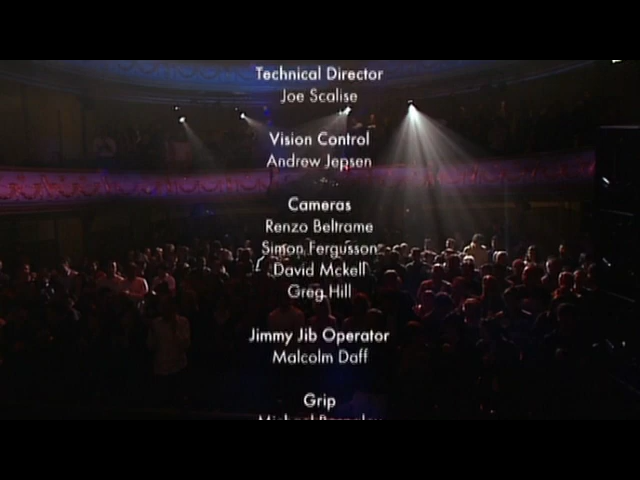 Technical Director
Joe Scalise
Vision Control
Andrew Jepsen
Cameras
Renzo Beltrame
Simon Fergusson
David Mckell
Greg Hill
Jimmy Jib Operator
Malcolm Daff
Grip
Michael